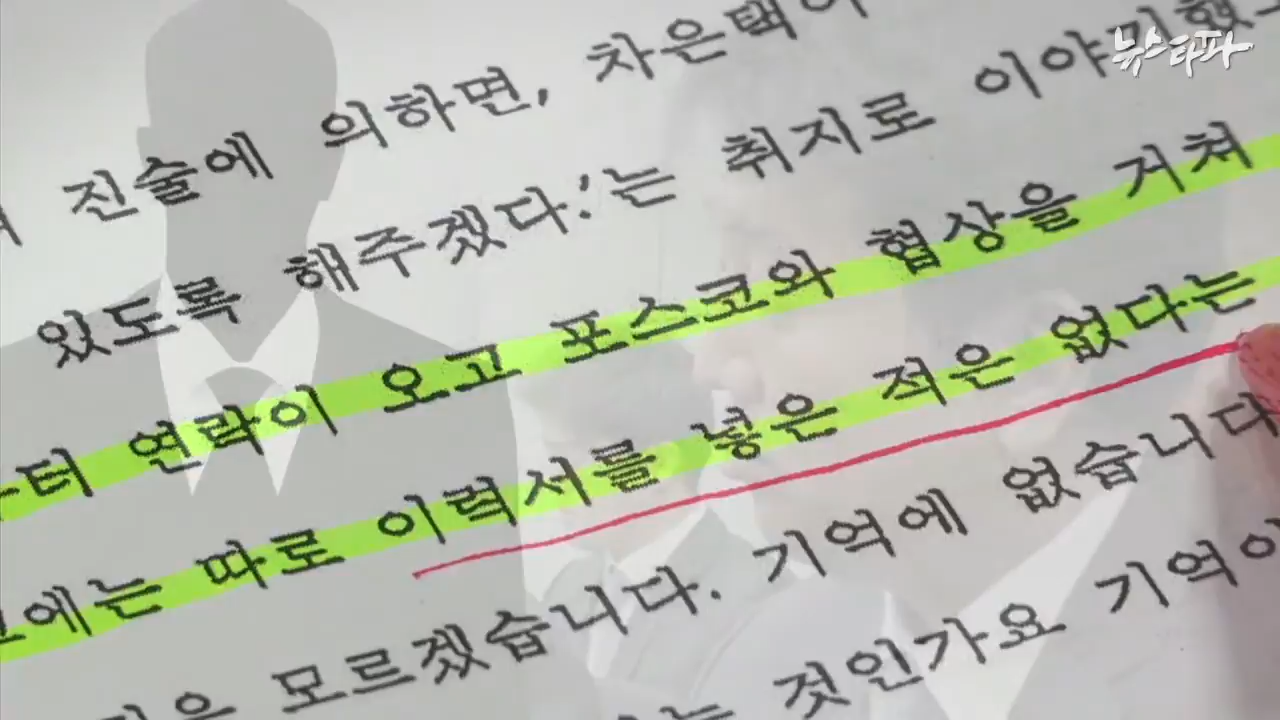 뉴스타파
진술에 의하면, 차은택이
있도록 해주겠다.'는 취지로 이야기했
터 연락이 오고 포스코와 협상을 거쳐
에는 따로 이력서를 넣은 적은 없다는
모르겠습니다. 기억에 없습니다
는 것인가요 기억이